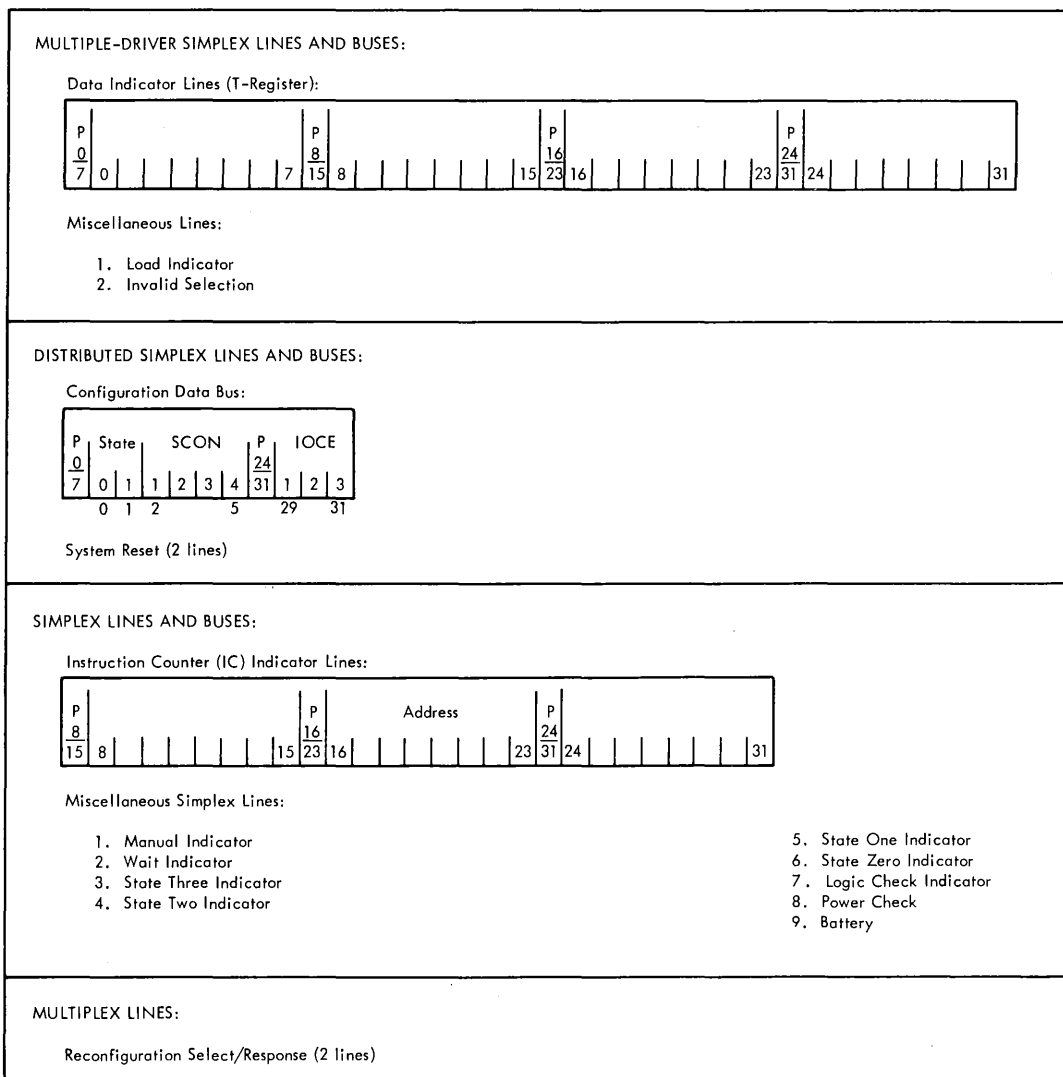 MULTIPLE-DRIVER SIMPLEX LINES AND BUSES:
Data Indicator Lines (T-Register):
P P P P
0 8 16 24
7 0 7 15 8 15 23 16 23 31 24 31
Miscellaneous Lines:
1. Load Indicator
2. Invalid Selection
DISTRIBUTED SIMPLEX LINES AND BUSES:
Configuration Data Bus:
P State SCON P IOCE
0 24
7 0 1 1 2 3 4 31 1 2 3
0 1 2 5 29 31
System Reset (2 lines)
SIMPLEX LINES AND BUSES:
Instruction Counter (IC) Indicator Lines:
P P Address P
8 16 24
15 8 15 23 16 23 31 24 31
Miscellaneous Simplex Lines:
1. Manual Indicator
2. Wait Indicator
3. State Three Indicator
4. State Two Indicator
5. State One Indicator
6. State Zero Indicator
7. Logic Check Indicator
8. Power Check
9. Battery
MULTIPLEX LINES:
Reconfiguration Select/Response (2 lines)